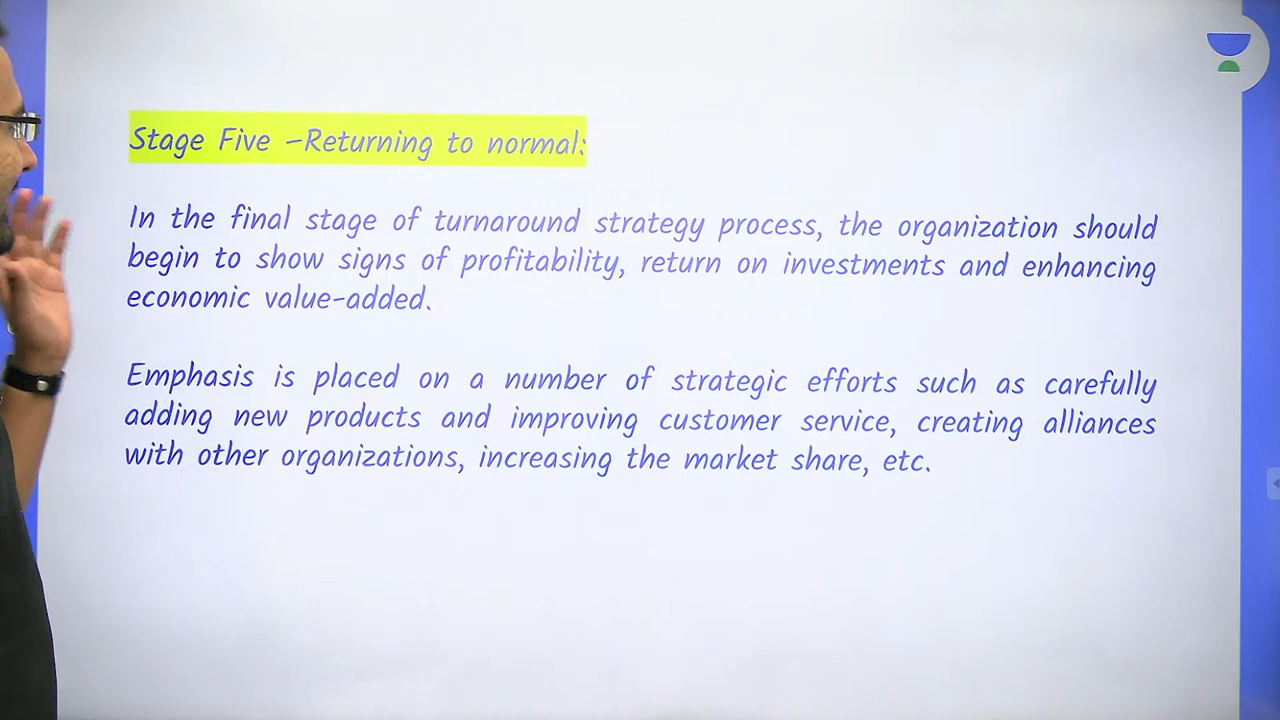 Stage Five –Returning to normal:
In the final stage of turnaround strategy process, the organization should
begin to show signs of profitability, return on investments and enhancing
economic value-added.
Emphasis is placed on a number of strategic efforts such as carefully
adding new products and improving customer service, creating alliances
with other organizations, increasing the market share, etc.